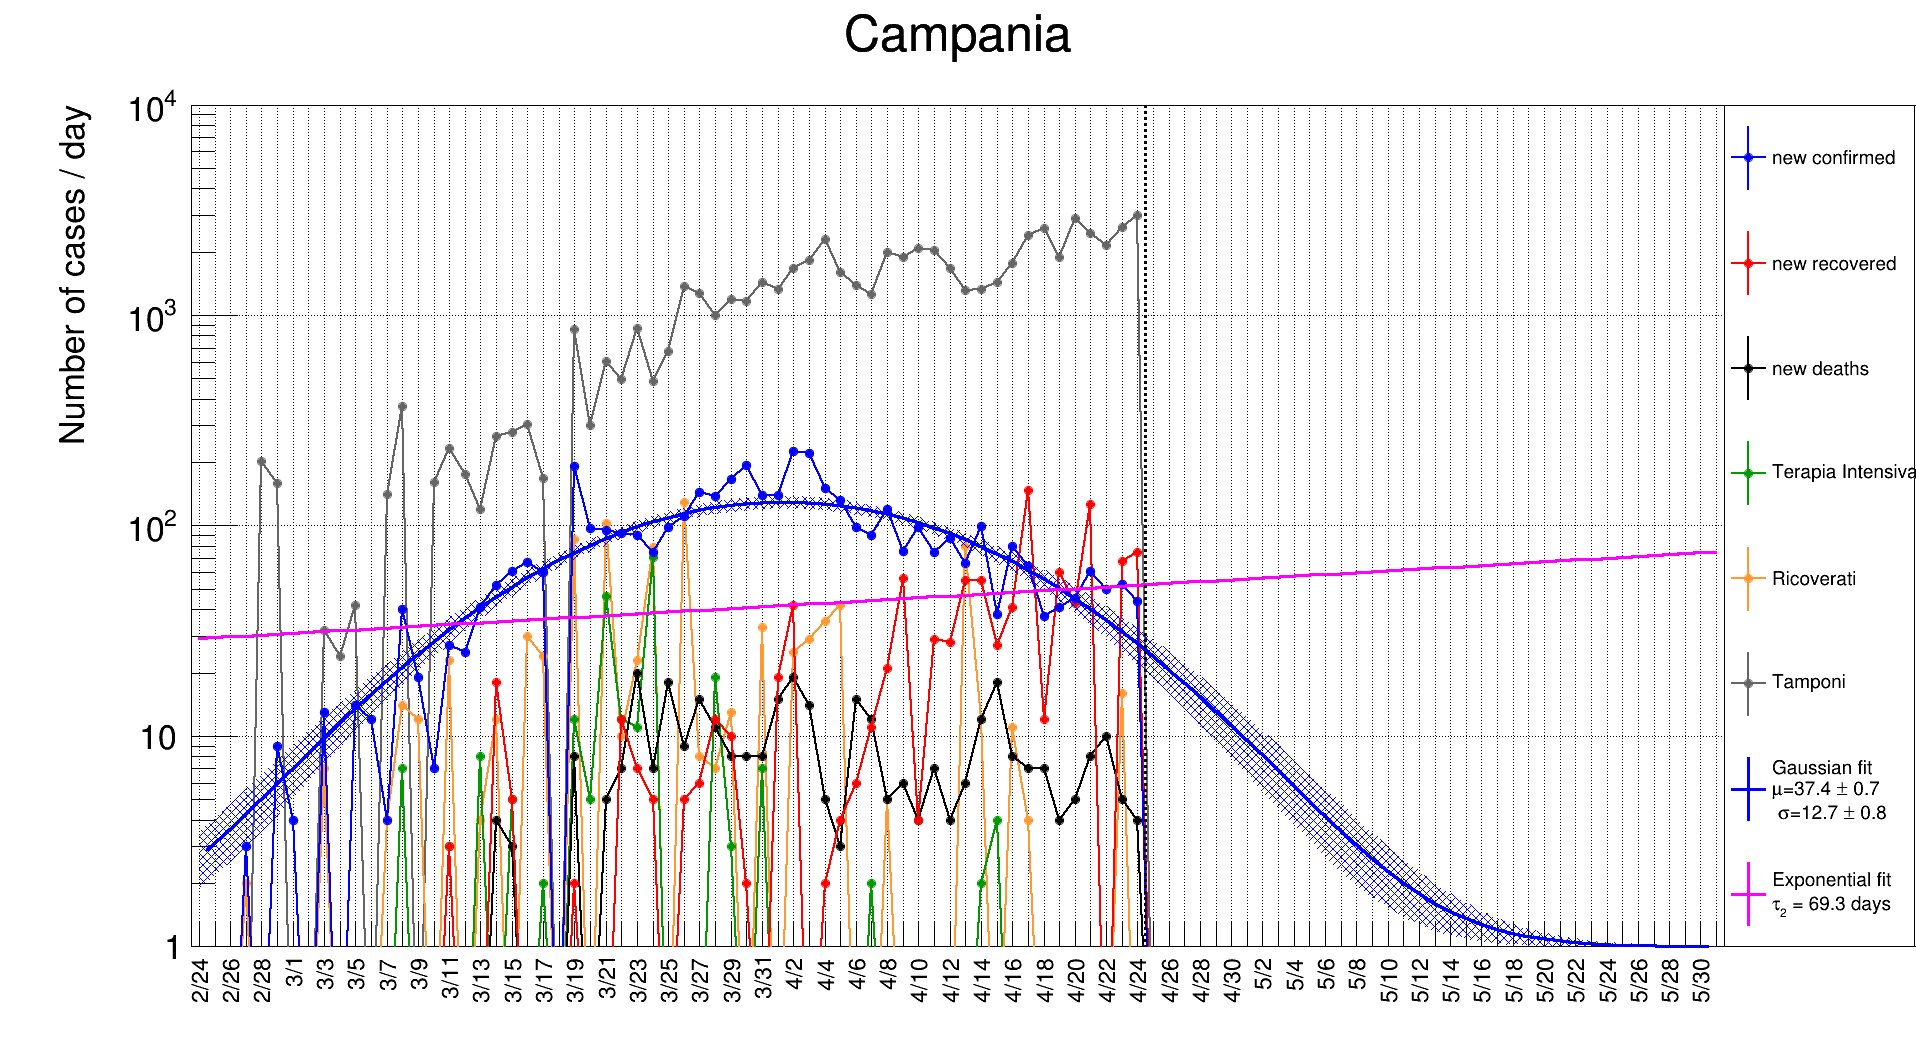 Campania
Number of cases / day
10^4
10^3
10^2
10
1
2/24 2/26 2/28 3/1 3/3 3/5 3/7 3/9 3/11 3/13 3/15 3/17 3/19 3/21 3/23 3/25 3/27 3/29 3/31 4/2 4/4 4/6 4/8 4/10 4/12 4/14 4/16 4/18 4/20 4/22 4/24 4/26 4/28 4/30 5/2 5/4 5/6 5/8 5/10 5/12 5/14 5/16 5/18 5/20 5/22 5/24 5/26 5/28 5/30
new confirmed
new recovered
new deaths
Terapia Intensiva
Ricoverati
Tamponi
Gaussian fit
μ=37.4 ± 0.7
σ=12.7 ± 0.8
Exponential fit
τ₂ = 69.3 days